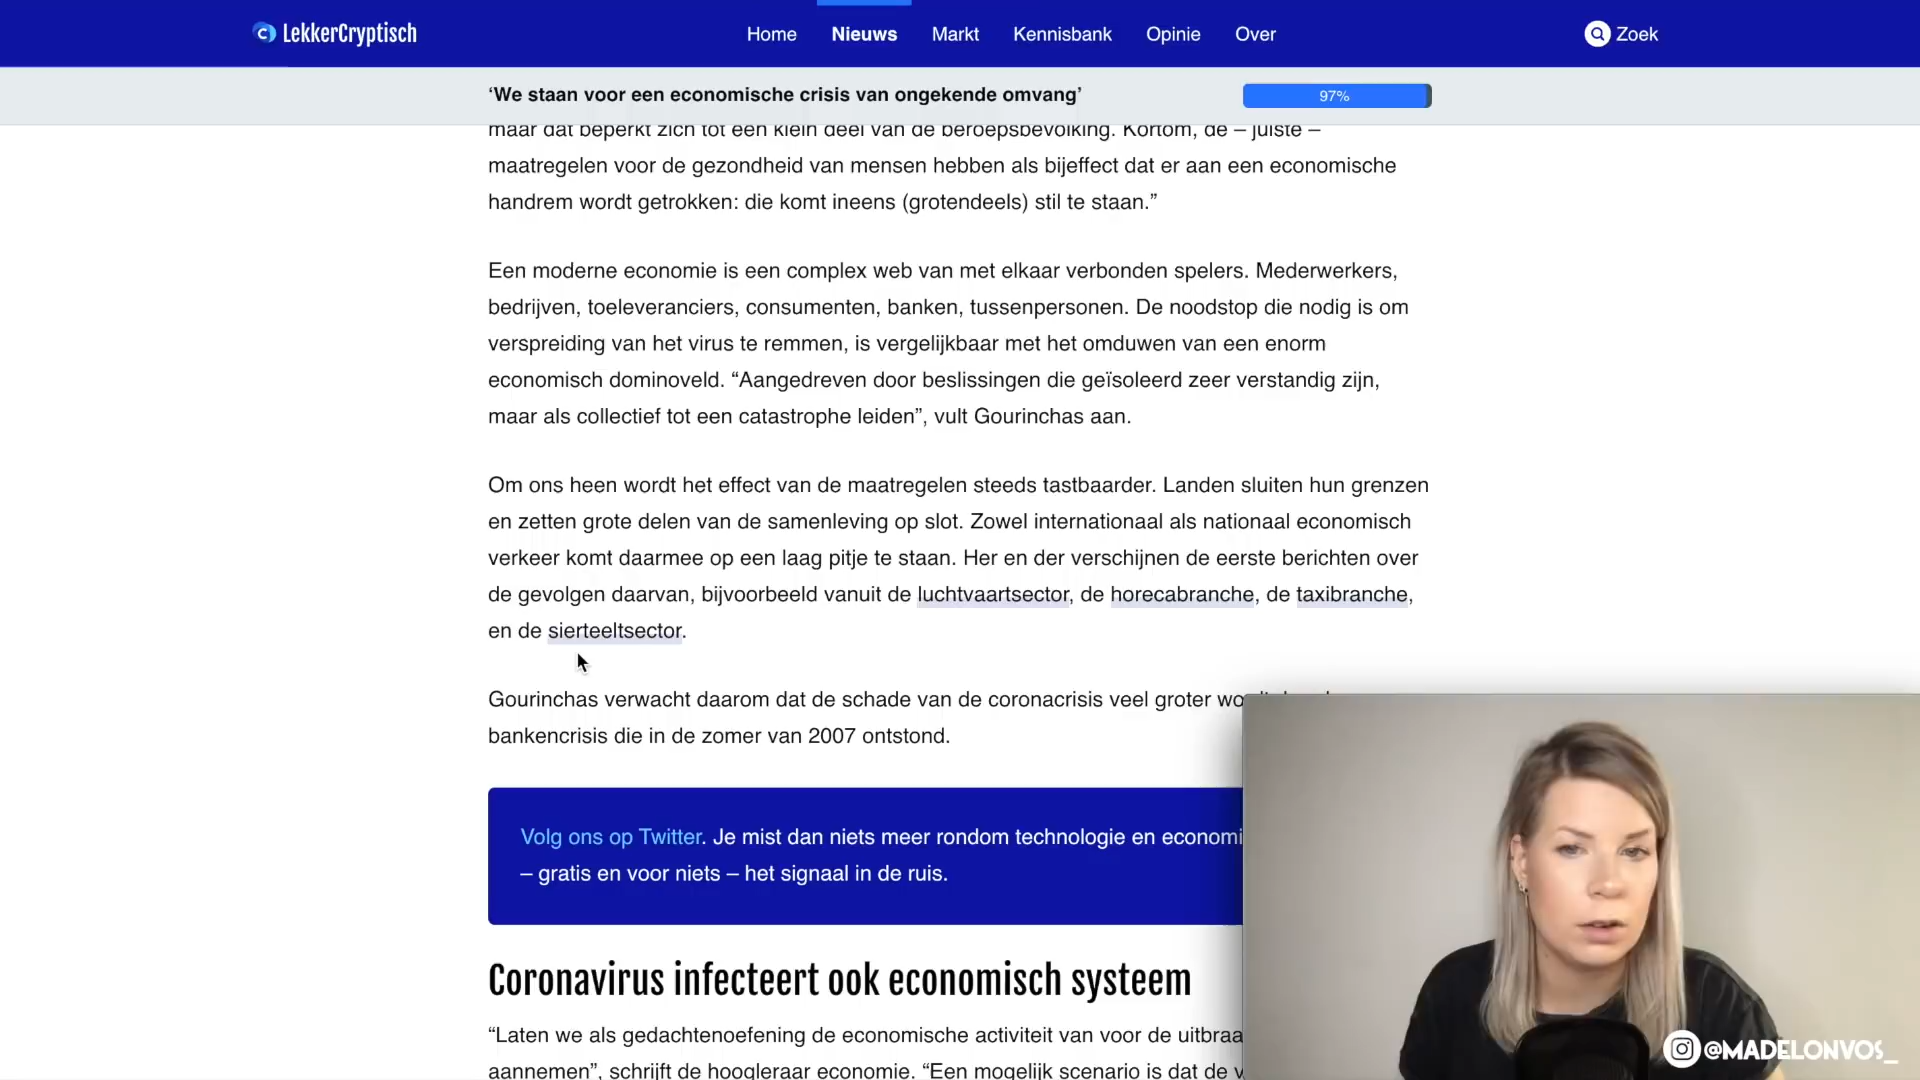 LekkerCryptisch
Home Nieuws Markt Kennisbank Opinie Over
Zoek
‘We staan voor een economische crisis van ongekende omvang’
97%
maar dat beperkt zich tot een klein deel van de beroepsbevolking. Kortom, de – juiste –
maatregelen voor de gezondheid van mensen hebben als bijeffect dat er aan een economische
handrem wordt getrokken: die komt ineens (grotendeels) stil te staan.”
Een moderne economie is een complex web van met elkaar verbonden spelers. Mederwerkers,
bedrijven, toeleveranciers, consumenten, banken, tussenpersonen. De noodstop die nodig is om
verspreiding van het virus te remmen, is vergelijkbaar met het omduwen van een enorm
economisch dominoveld. “Aangedreven door beslissingen die geïsoleerd zeer verstandig zijn,
maar als collectief tot een catastrophe leiden”, vult Gourinchas aan.
Om ons heen wordt het effect van de maatregelen steeds tastbaarder. Landen sluiten hun grenzen
en zetten grote delen van de samenleving op slot. Zowel internationaal als nationaal economisch
verkeer komt daarmee op een laag pitje te staan. Her en der verschijnen de eerste berichten over
de gevolgen daarvan, bijvoorbeeld vanuit de luchtvaartsector, de horecabranche, de taxibranche,
en de sierteeltsector.
Gourinchas verwacht daarom dat de schade van de coronacrisis veel groter
bankencrisis die in de zomer van 2007 ontstond.
Volg ons op Twitter. Je mist dan niets meer rondom technologie en economi
– gratis en voor niets – het signaal in de ruis.
Coronavirus infecteert ook economisch systeem
“Laten we als gedachtenoefening de economische activiteit van voor de uitbraa
aannemen”, schrijft de hoogleraar economie. “Een mogelijk scenario is dat de v
@MADELONVOS_